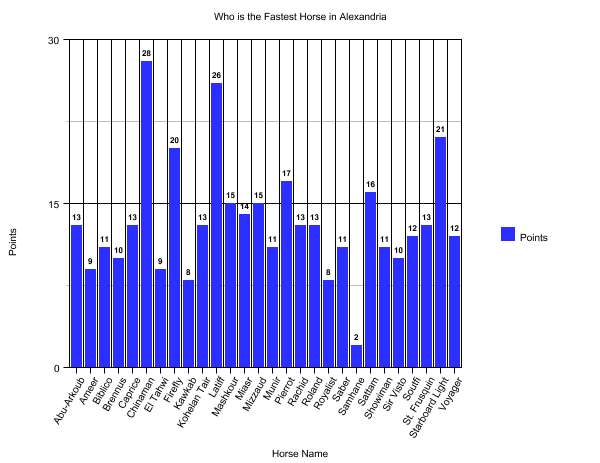 Who is the Fastest Horse in Alexandria
30
15
0
Points
13
9
11
10
13
28
9
20
8
13
26
15
14
15
11
17
13
13
8
11
2
16
11
10
12
13
21
12
Abu-Arkoub
Ameer
Biblico
Brennus
Caprice
Chinaman
El Tahwi
Firefly
Kawkab
Kohelan Tair
Latiff
Mashkour
Miasr
Mizzaud
Munir
Pierrot
Rachid
Roland
Royalist
Saber
Samhane
Sattam
Showman
Sir Visto
Souffi
St. Frusquin
Starboard Light
Voyager
Horse Name
Points